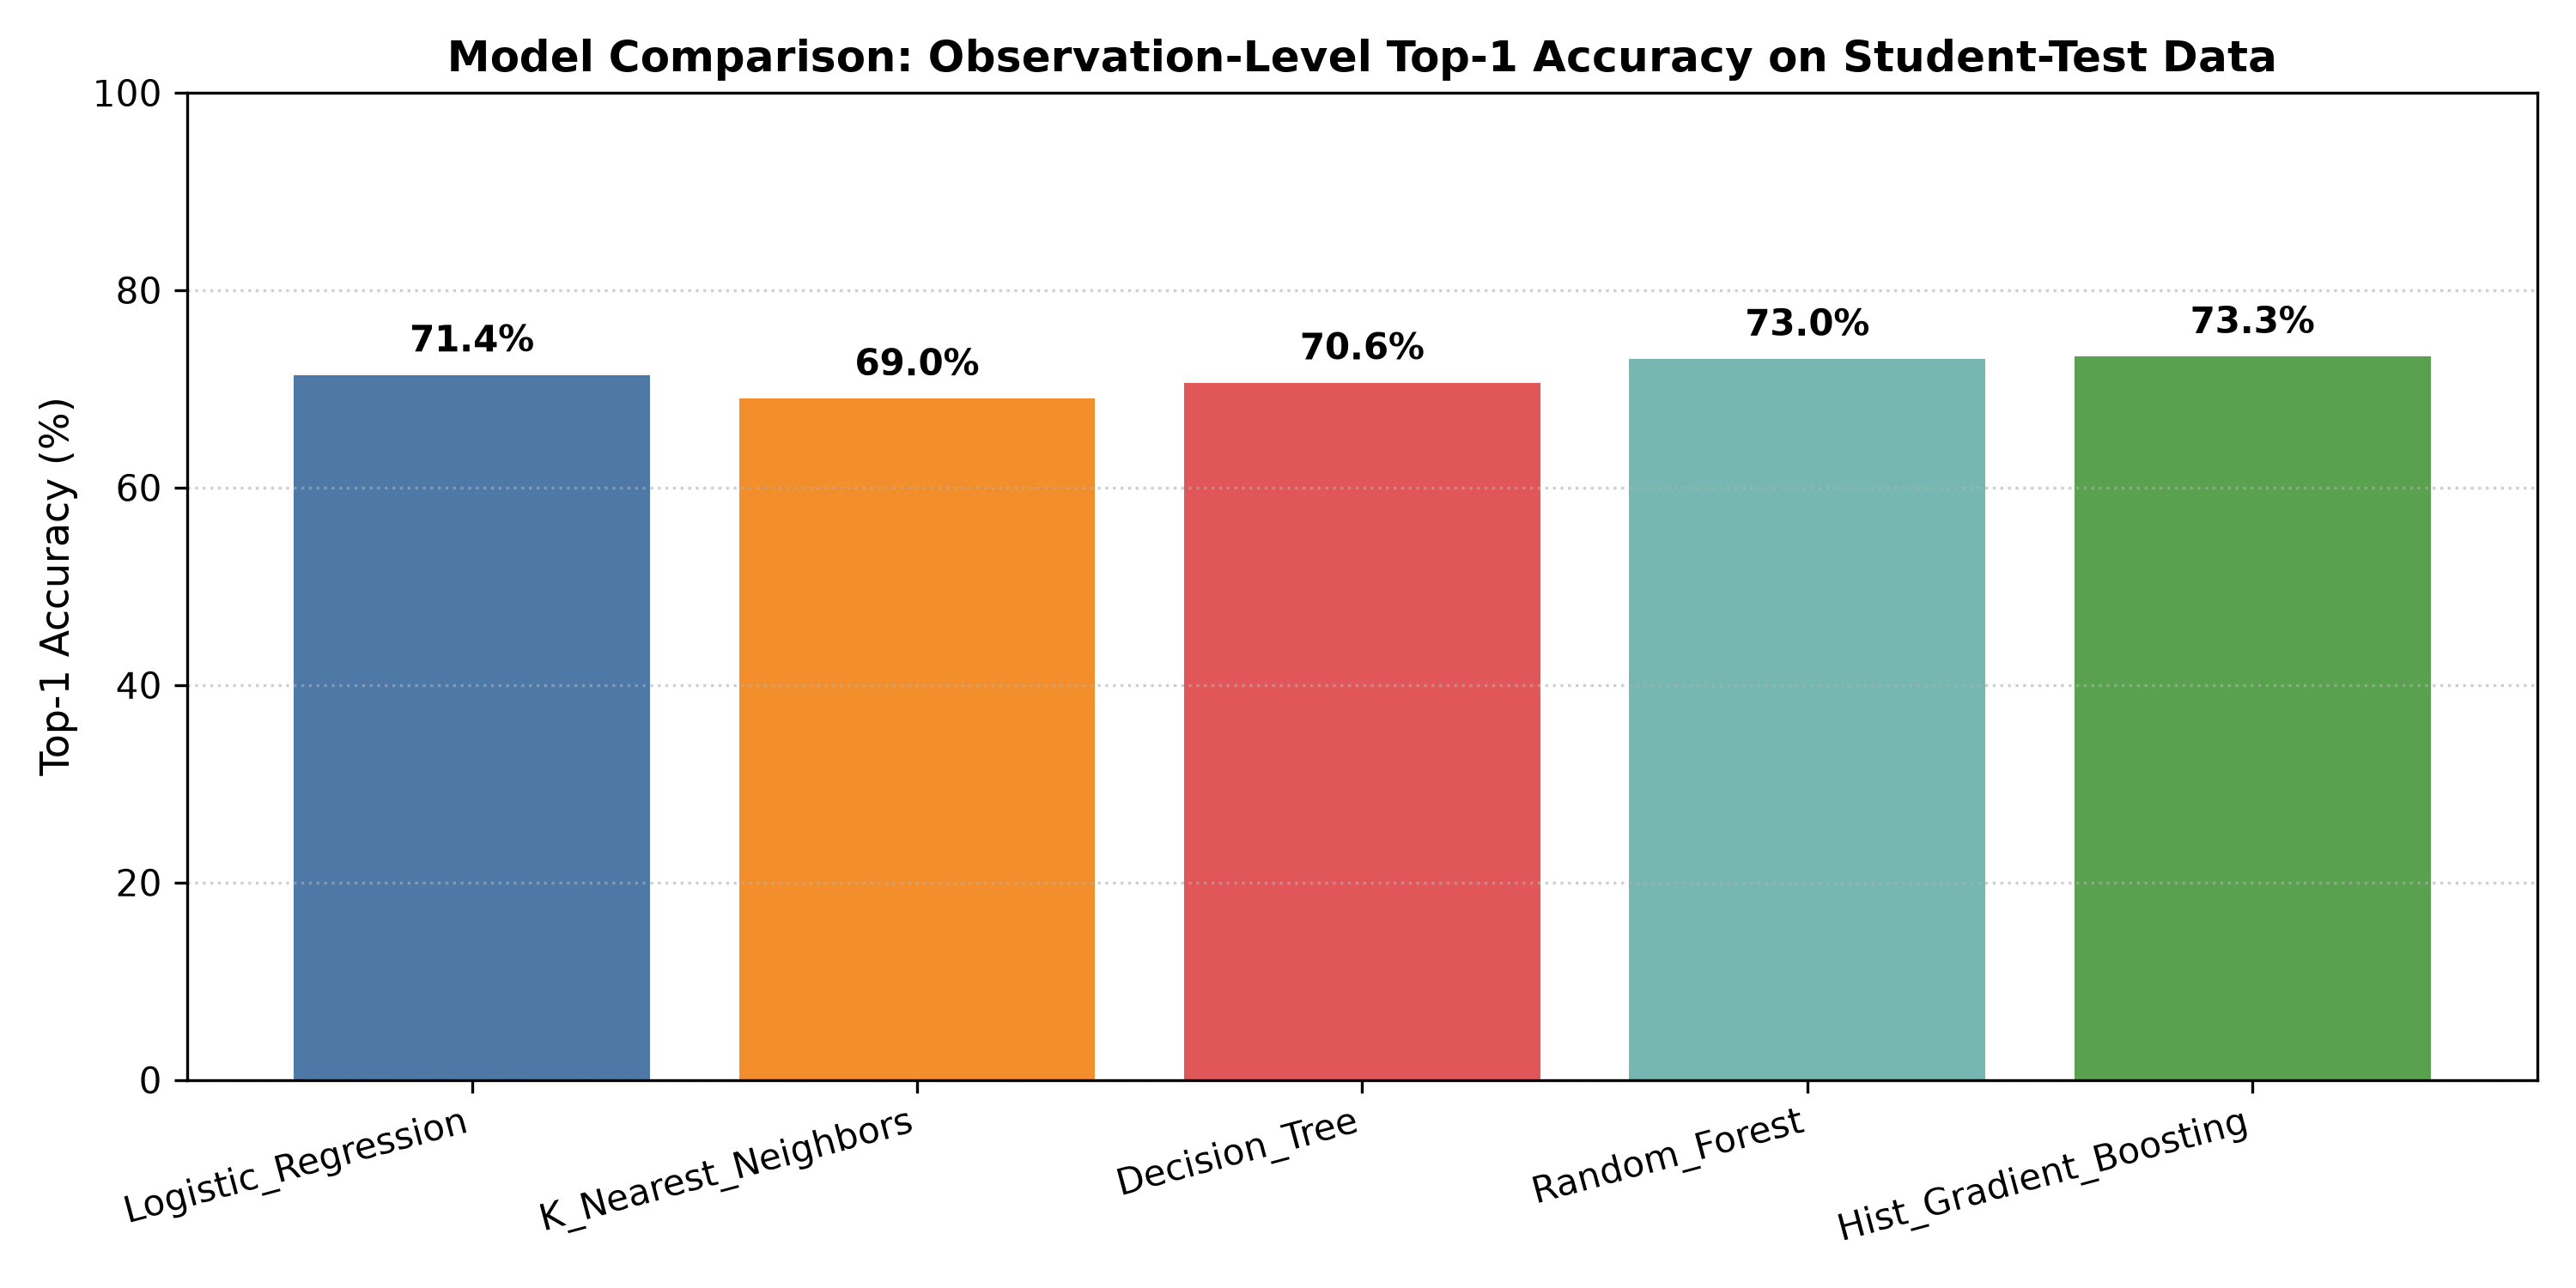 Model Comparison: Observation-Level Top-1 Accuracy on Student-Test Data
Top-1 Accuracy (%)
100
80
60
40
20
0
71.4%
69.0%
70.6%
73.0%
73.3%
Logistic_Regression
K_Nearest_Neighbors
Decision_Tree
Random_Forest
Hist_Gradient_Boosting